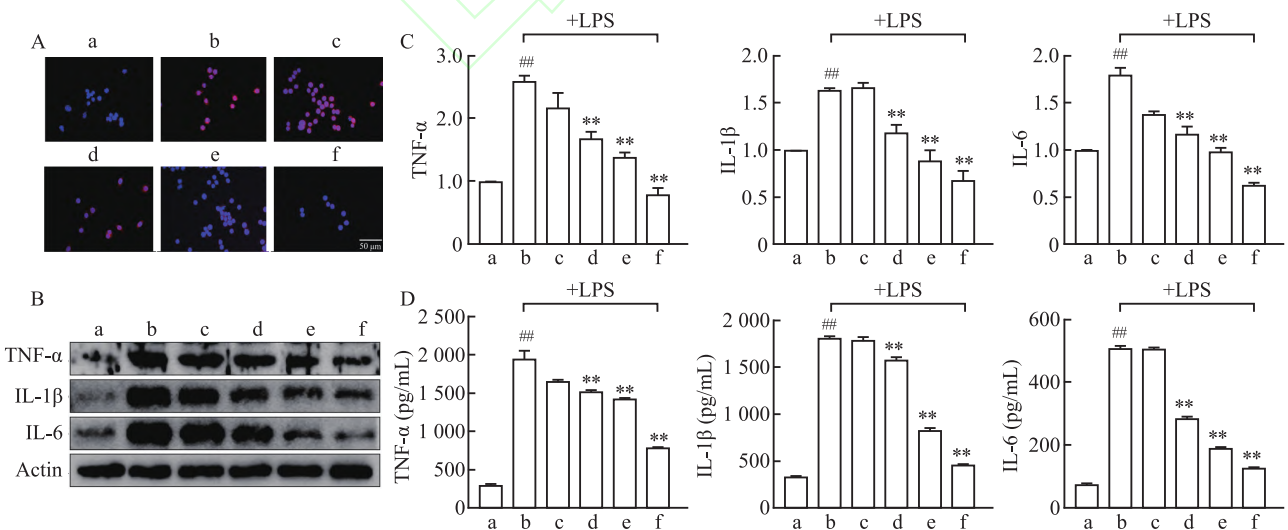 A
a b c
d e f
50 μm
B
a b c d e f
TNF-α
IL-1β
IL-6
Actin
C
+LPS
TNF-α
3.0
2.0
1.0
0
##
**
**
**
a b c d e f
+LPS
IL-1β
2.0
1.5
1.0
0.5
0
##
**
**
**
a b c d e f
+LPS
IL-6
2.0
1.5
1.0
0.5
0
##
**
**
**
a b c d e f
D
+LPS
TNF-α (pg/mL)
2 500
2 000
1 500
1 000
500
0
##
**
**
**
a b c d e f
+LPS
IL-1β (pg/mL)
2 000
1 500
1 000
500
0
##
**
**
**
a b c d e f
+LPS
IL-6 (pg/mL)
600
400
200
0
##
**
**
**
a b c d e f